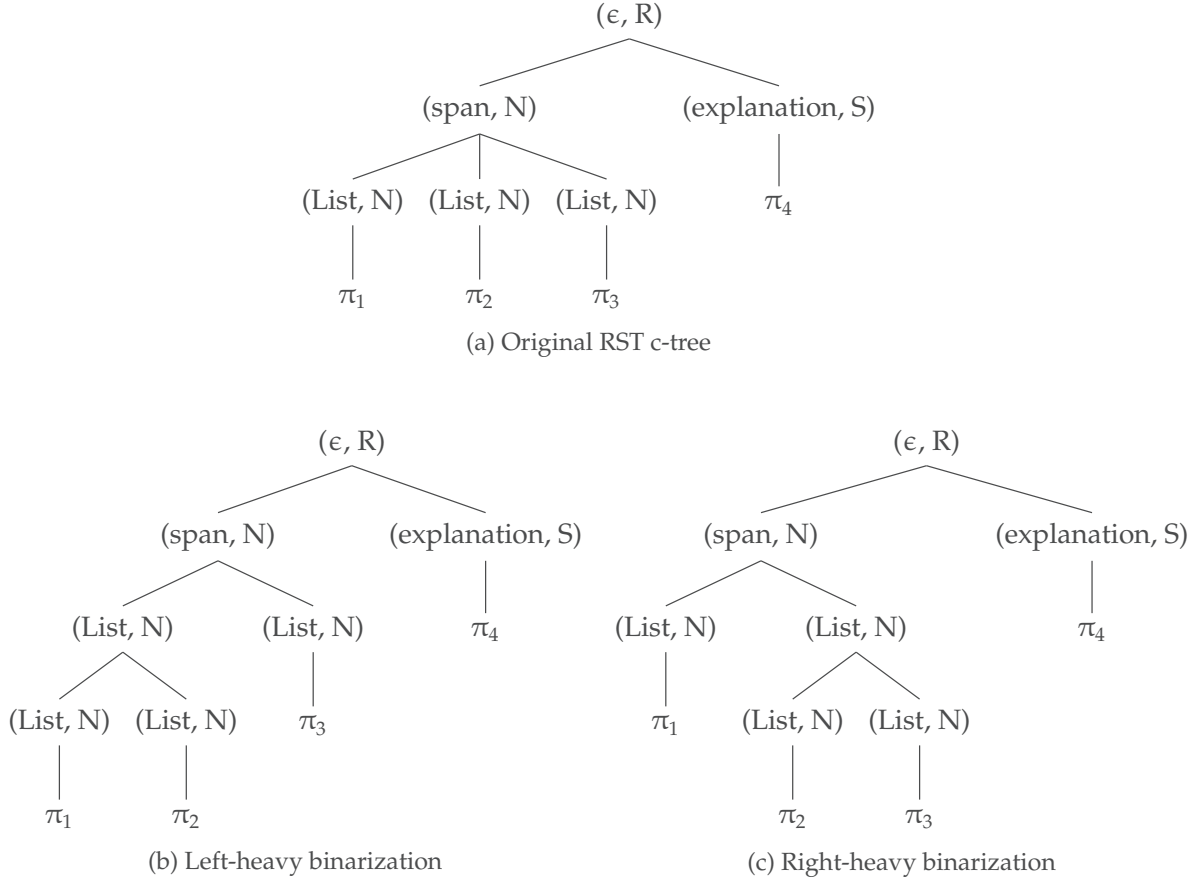 (ϵ, R)
(span, N) (explanation, S)
(List, N) (List, N) (List, N) π₄
π₁ π₂ π₃
(a) Original RST c-tree
(ϵ, R)
(span, N) (explanation, S)
(List, N) (List, N) π₄
(List, N) (List, N) π₃
π₁ π₂
(b) Left-heavy binarization
(ϵ, R)
(span, N) (explanation, S)
(List, N) (List, N) π₄
π₁ (List, N) (List, N)
π₂ π₃
(c) Right-heavy binarization